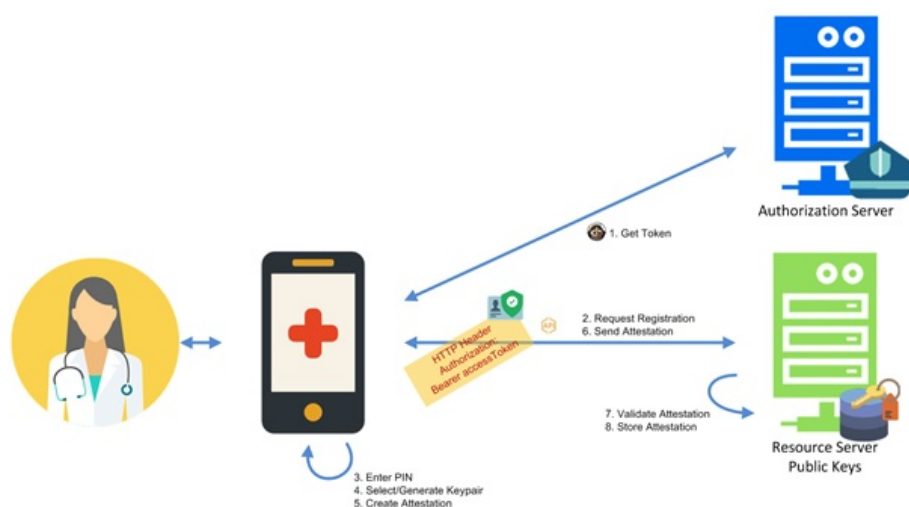 Authorization Server
1. Get Token
2. Request Registration
6. Send Attestation
HTTP Header
Authorization:
Bearer accessToken
API
7. Validate Attestation
8. Store Attestation
Resource Server
Public Keys
3. Enter PIN
4. Select/Generate Keypair
5. Create Attestation